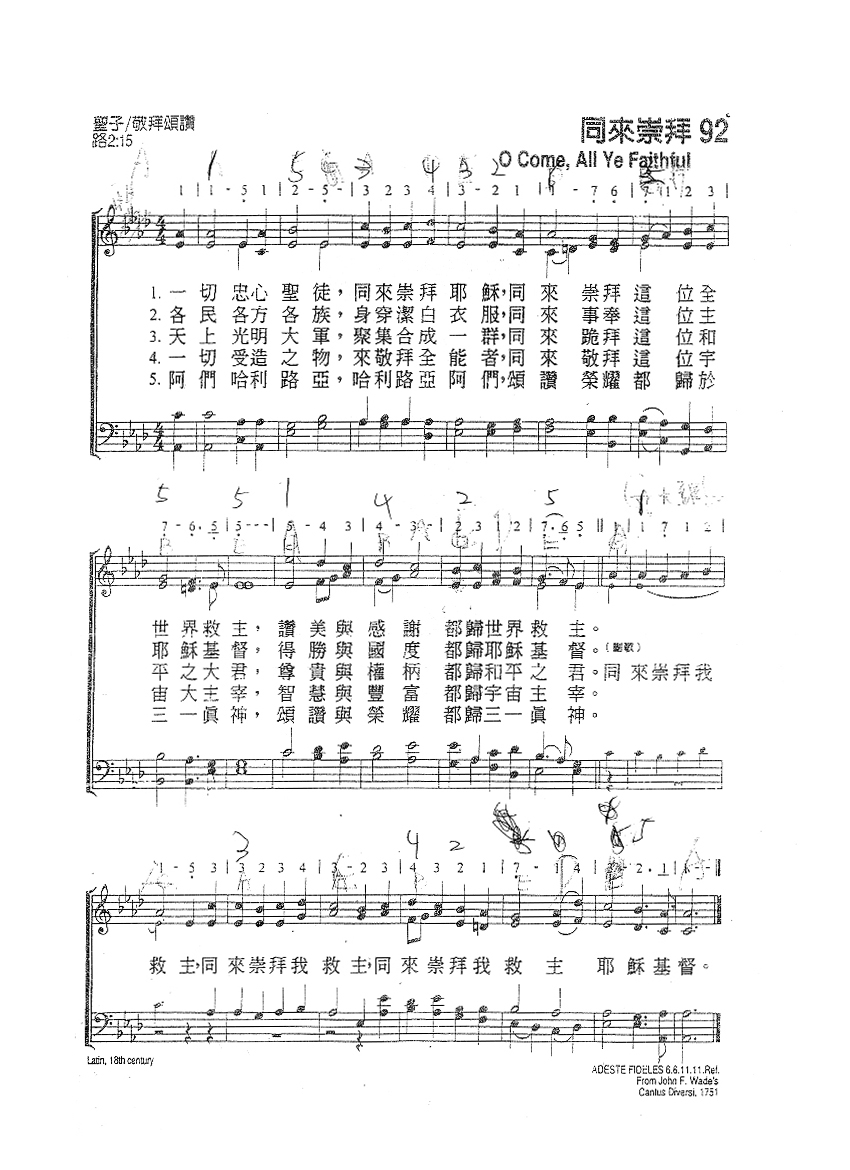 聖子/敬拜頌讚
路2:15
同來崇拜 92
O Come, All Ye Faithful
1 5 4 3 4 3 2
1 | 1 - 5 1 | 2 - 5 - | 3 2 3 4 | 3 - 2 1 | 1 - 7 6 | 7 1 2 3 |
1. 一切忠心聖徒，同來崇拜耶穌，同來崇拜這位全
2. 各民各方各族，身穿潔白衣服，同來事奉這位主
3. 天上光明大軍，聚集合成一群，同來跪拜這位和
4. 一切受造之物，來敬拜全能者，同來敬拜這位宇
5. 阿們哈利路亞，哈利路亞阿們，頌讚榮耀都歸於
5 5 1 4 2 5 1
7 - 6. 5 | 5 - - - | 5 - 4 3 | 4 - 3 - | 2 3 1 2 | 7. 6 5 || 1 | 1 7 1 2 |
世界救主，讚美與感謝都歸世界救主。
耶穌基督，得勝與國度都歸耶穌基督。(副歌)
平之大君，尊貴與權柄都歸和平之君。同來崇拜我
宙大主宰，智慧與豐富都歸宇宙主宰。
三一眞神，頌讚與榮耀都歸三一眞神。
3 4 2 5
1 - 5 3 | 3 2 3 4 | 3 - 2 3 | 4 3 2 1 | 7 - 1 4 | 3 - 2. 1 | 1 - - ||
救主，同來崇拜我救主，同來崇拜我救主耶穌基督。
Latin, 18th century
ADESTE FIDELES 6.6.11.11.Ref.
From John F. Wade's
Cantus Diversi, 1751